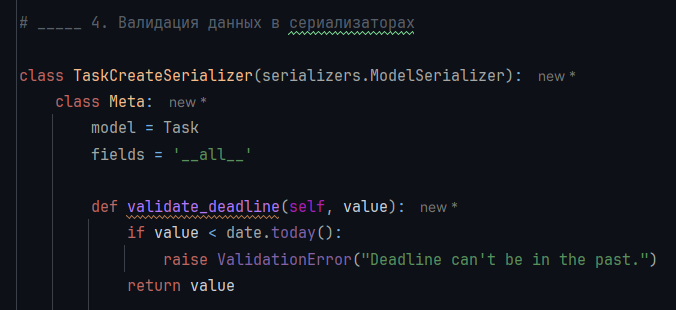 # _____ 4. Валидация данных в сериализаторах
class TaskCreateSerializer(serializers.ModelSerializer): new *
class Meta: new *
model = Task
fields = '__all__'
def validate_deadline(self, value): new *
if value < date.today():
raise ValidationError("Deadline can't be in the past.")
return value